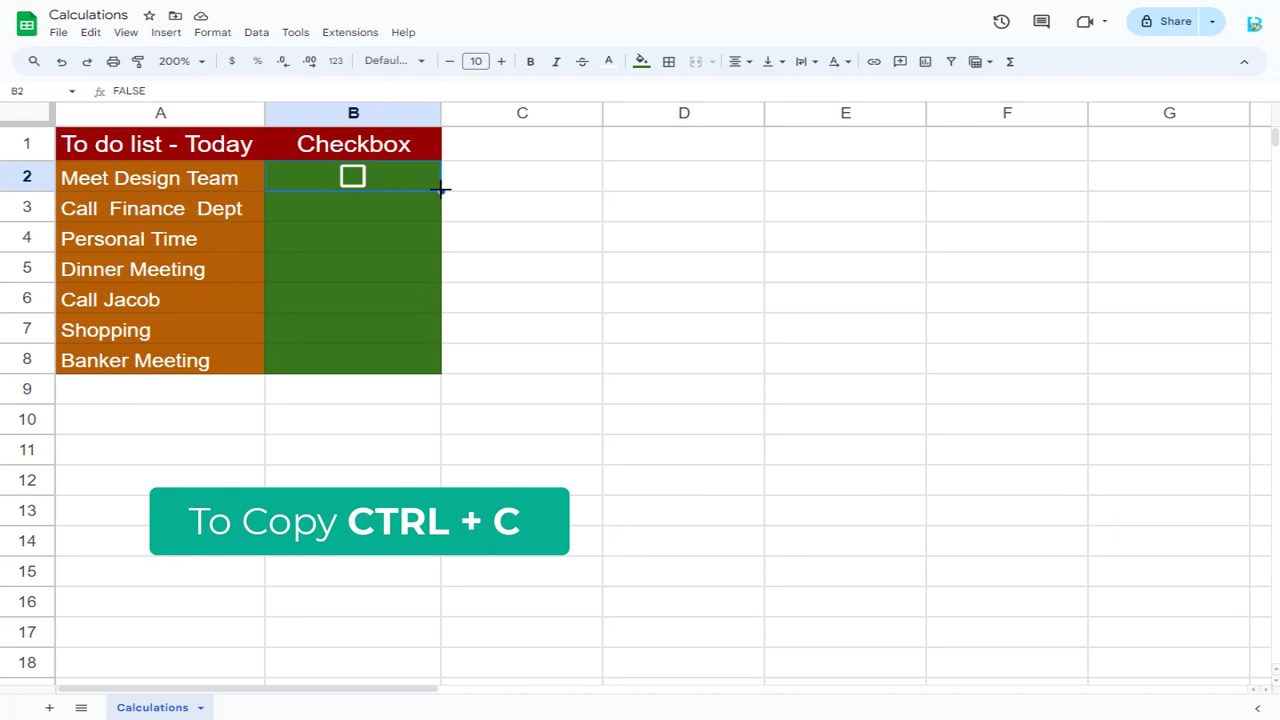 Calculations
File Edit View Insert Format Data Tools Extensions Help
Share
200% $ % .0 .00 123 Defaul... − 10 + B I S A Σ
B2 fx FALSE
A B C D E F G
1 To do list - Today Checkbox
2 Meet Design Team
3 Call Finance Dept
4 Personal Time
5 Dinner Meeting
6 Call Jacob
7 Shopping
8 Banker Meeting
9
10
11
12
13
14
15
16
17
18
To Copy CTRL + C
+ Calculations